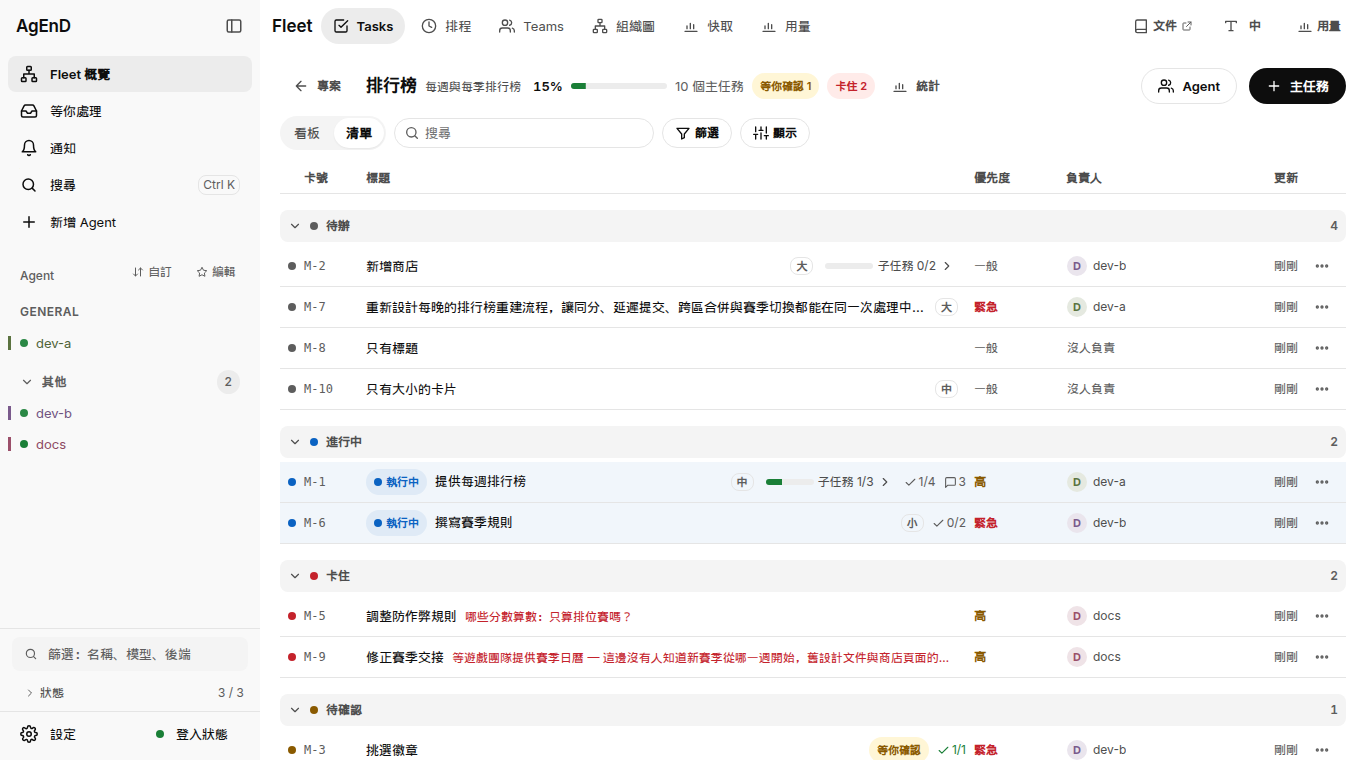 AgEnD
Fleet 概覽
等你處理
通知
搜尋 Ctrl K
新增 Agent
Agent 自訂 編輯
GENERAL
dev-a
其他 2
dev-b
docs
篩選：名稱、模型、後端
狀態 3 / 3
設定 登入狀態
Fleet Tasks 排程 Teams 組織圖 快取 用量 文件 中 用量
專案 排行榜 每週與每季排行榜 15% 10 個主任務 等你確認 1 卡住 2 統計 Agent 主任務
看板 清單 搜尋 篩選 顯示
卡號 標題 優先度 負責人 更新
待辦 4
M-2 新增商店 大 子任務 0/2 一般 D dev-b 剛剛
M-7 重新設計每晚的排行榜重建流程，讓同分、延遲提交、跨區合併與賽季切換都能在同一次處理中... 大 緊急 D dev-a 剛剛
M-8 只有標題 一般 沒人負責 剛剛
M-10 只有大小的卡片 中 一般 沒人負責 剛剛
進行中 2
M-1 執行中 提供每週排行榜 中 子任務 1/3 1/4 3 高 D dev-a 剛剛
M-6 執行中 撰寫賽季規則 小 0/2 緊急 D dev-b 剛剛
卡住 2
M-5 調整防作弊規則 哪些分數算數：只算排位賽嗎？ 高 D docs 剛剛
M-9 修正賽季交接 等遊戲團隊提供賽季日曆 — 這邊沒有人知道新賽季從哪一週開始，舊設計文件與商店頁面的... 高 D docs 剛剛
待確認 1
M-3 挑選徽章 等你確認 1/1 緊急 D dev-b 剛剛